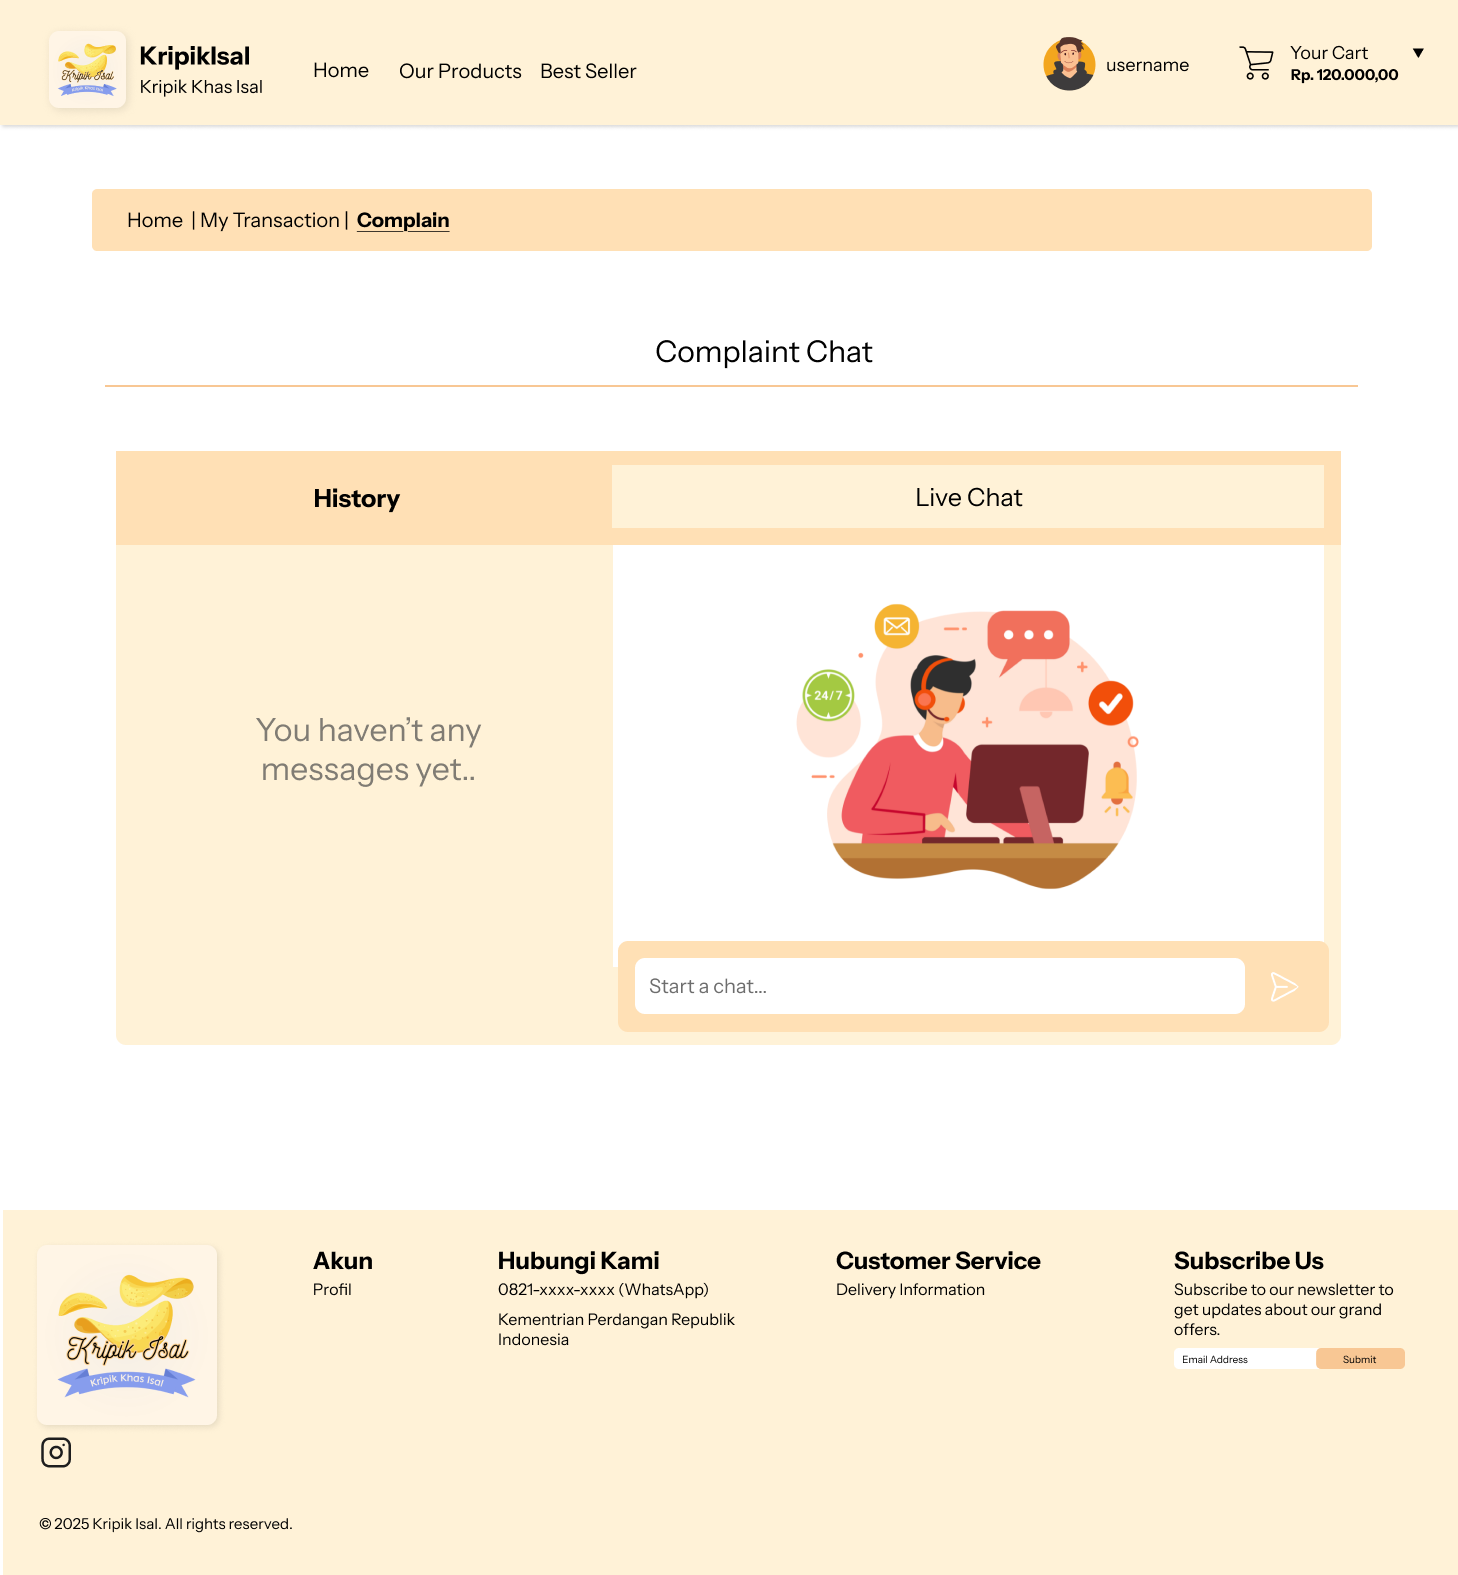 Kripik Isal
Kripik Khas Isal
KripikIsal
Kripik Khas Isal
Home
Our Products
Best Seller
username
Your Cart
▼
Rp. 120.000,00
Home | My Transaction | Complain
Complaint Chat
History
Live Chat
You haven’t any
messages yet..
24/7
Start a chat...
Kripik Isal
Kripik Khas Isal
Akun
Profil
Hubungi Kami
0821-xxxx-xxxx (WhatsApp)
Kementrian Perdangan Republik
Indonesia
Customer Service
Delivery Information
Subscribe Us
Subscribe to our newsletter to
get updates about our grand
offers.
Email Address
Submit
© 2025 Kripik Isal. All rights reserved.